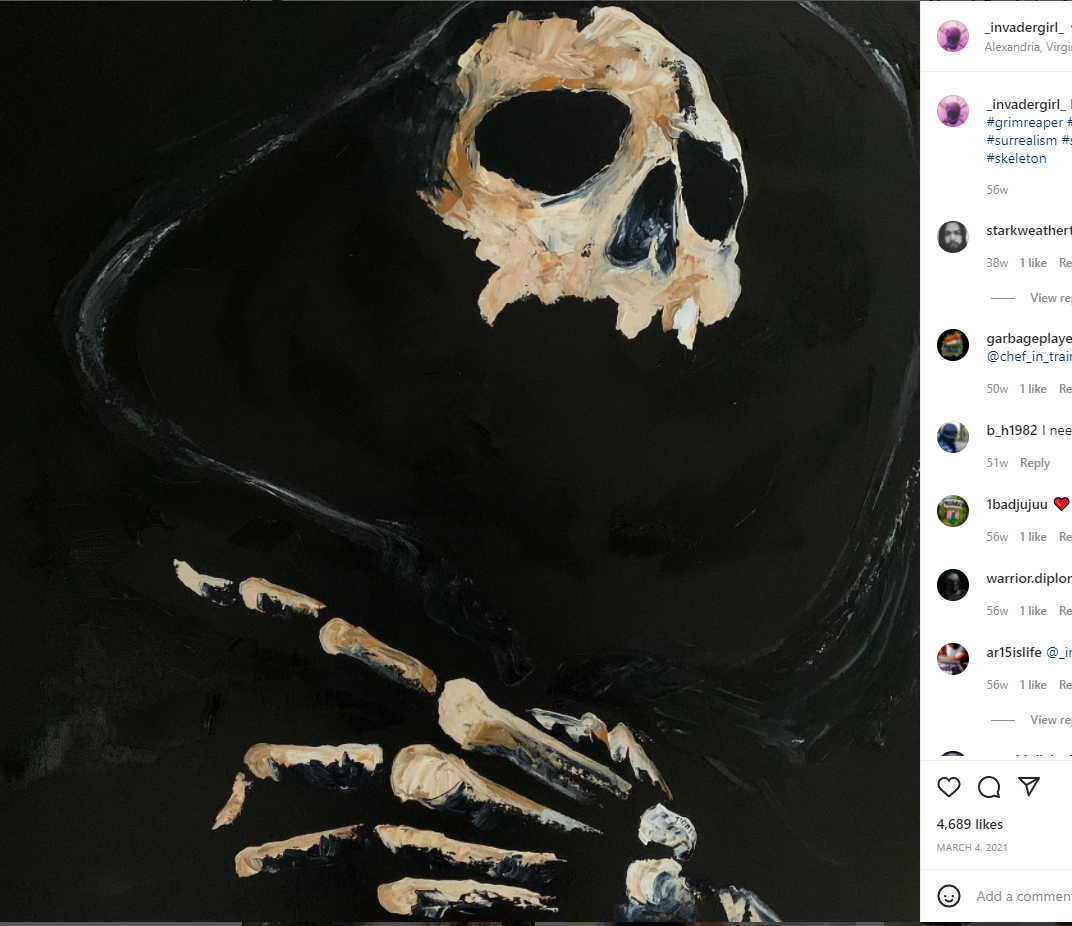 _invadergirl_
Alexandria, Virgi
_invadergirl_
#grimreaper #
#surrealism #s
#skeleton
56w
starkweathert
38w 1 like Re
View rep
garbageplaye
@chef_in_trair
50w 1 like Re
b_h1982 I nee
51w Reply
1badjujuu ❤️
56w 1 like Re
warrior.diplor
56w 1 like Re
ar15islife @_ir
56w 1 like Re
View rep
4,689 likes
MARCH 4, 2021
Add a comment